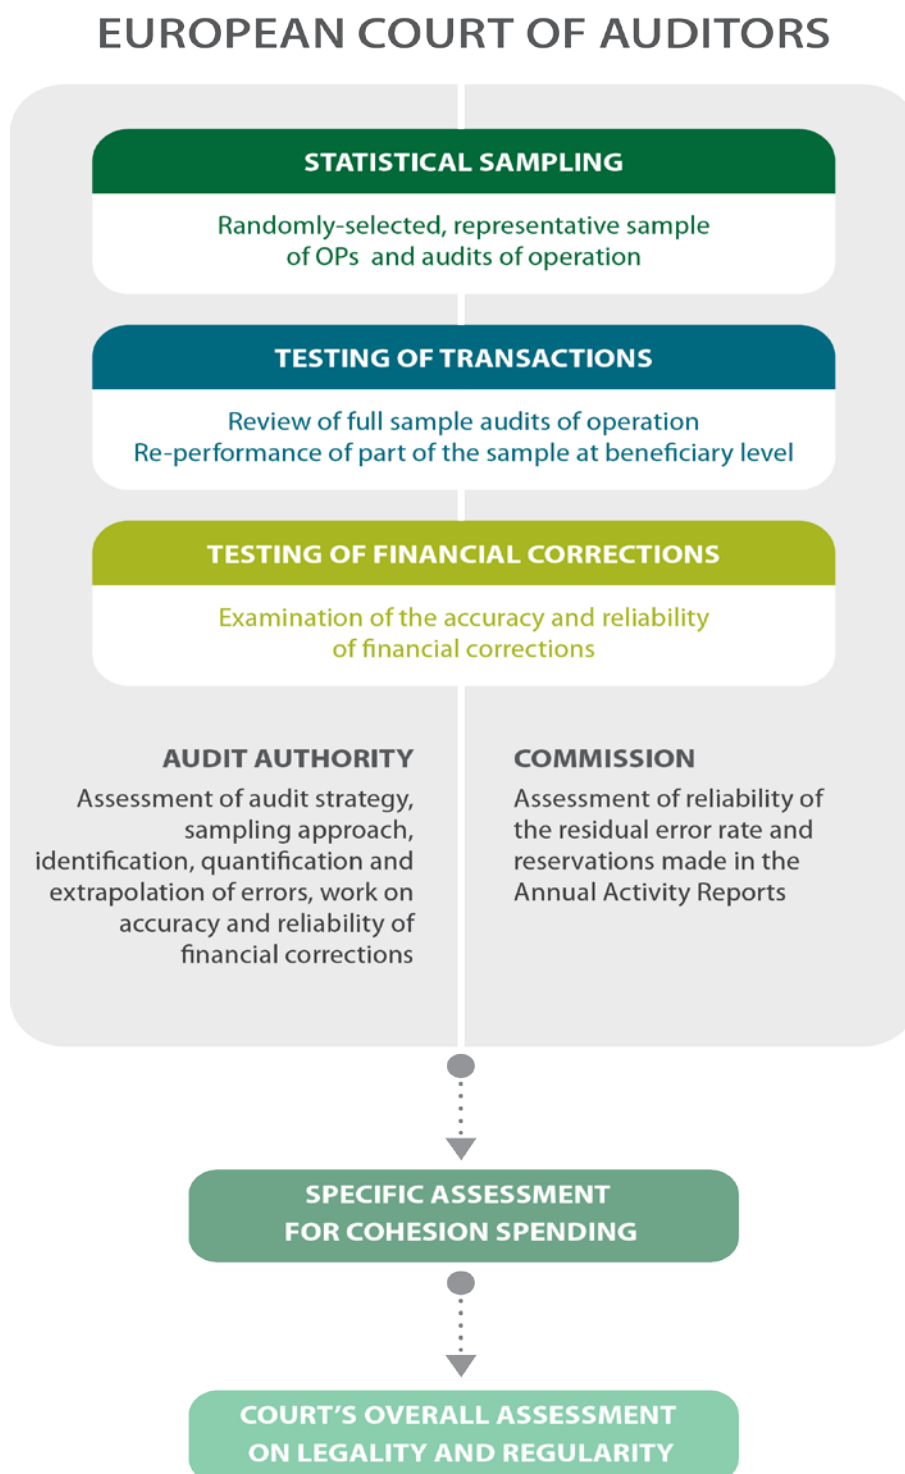 EUROPEAN COURT OF AUDITORS
STATISTICAL SAMPLING
Randomly-selected, representative sample
of OPs and audits of operation
TESTING OF TRANSACTIONS
Review of full sample audits of operation
Re-performance of part of the sample at beneficiary level
TESTING OF FINANCIAL CORRECTIONS
Examination of the accuracy and reliability
of financial corrections
AUDIT AUTHORITY
Assessment of audit strategy,
sampling approach,
identification, quantification and
extrapolation of errors, work on
accuracy and reliability of
financial corrections
COMMISSION
Assessment of reliability of
the residual error rate and
reservations made in the
Annual Activity Reports
SPECIFIC ASSESSMENT
FOR COHESION SPENDING
COURT'S OVERALL ASSESSMENT
ON LEGALITY AND REGULARITY